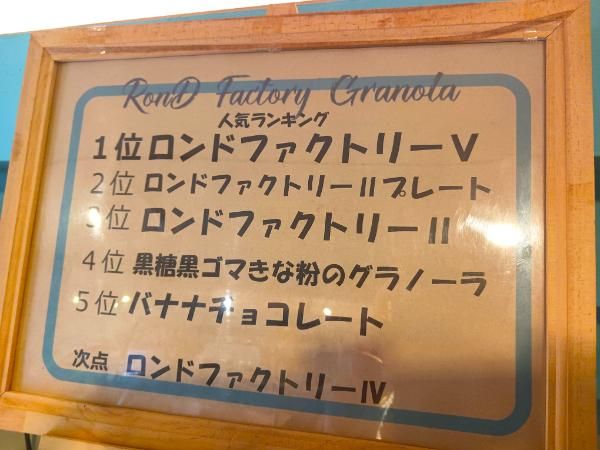 RonD Factory Granola
人気ランキング
1位ロンドファクトリーV
2位 ロンドファクトリーIIプレート
3位 ロンドファクトリーII
4位 黒糖黒ゴマきな粉のグラノーラ
5位 バナナチョコレート
次点 ロンドファクトリーIV